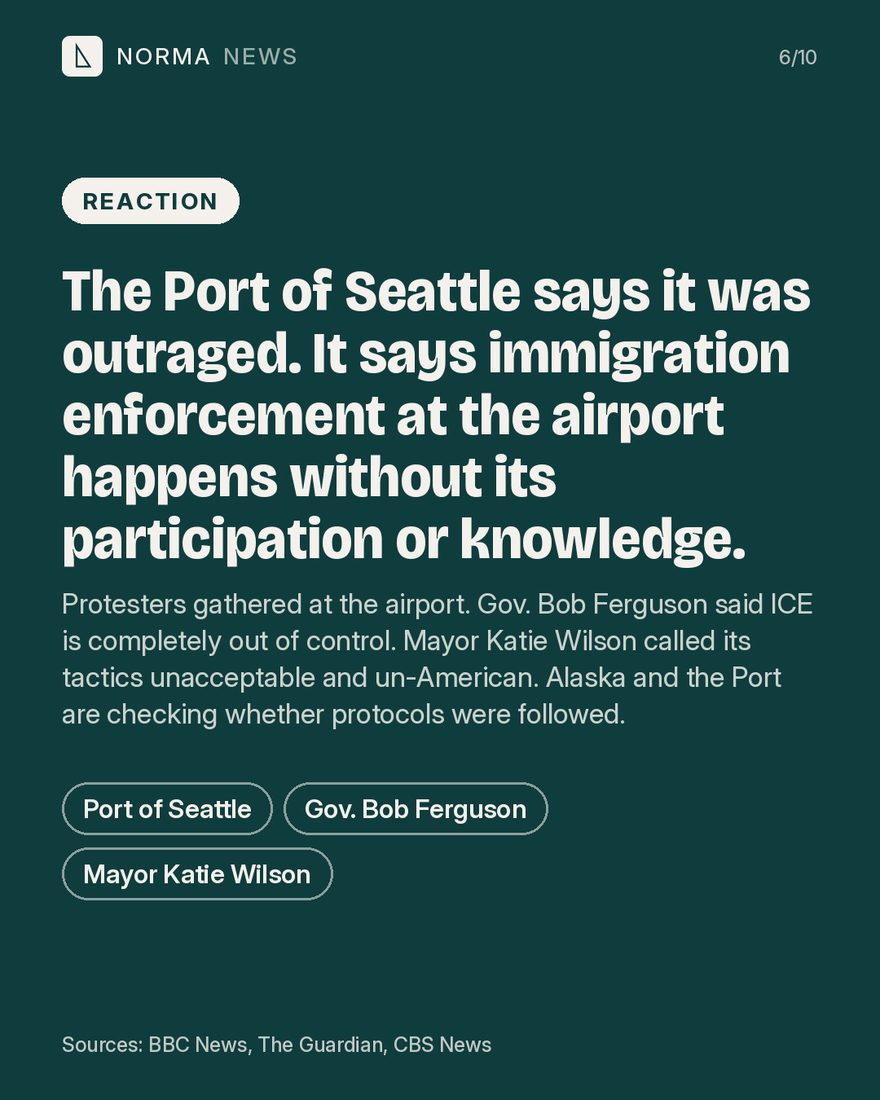 NORMA NEWS
6/10
REACTION
The Port of Seattle says it was
outraged. It says immigration
enforcement at the airport
happens without its
participation or knowledge.
Protesters gathered at the airport. Gov. Bob Ferguson said ICE
is completely out of control. Mayor Katie Wilson called its
tactics unacceptable and un-American. Alaska and the Port
are checking whether protocols were followed.
Port of Seattle
Gov. Bob Ferguson
Mayor Katie Wilson
Sources: BBC News, The Guardian, CBS News